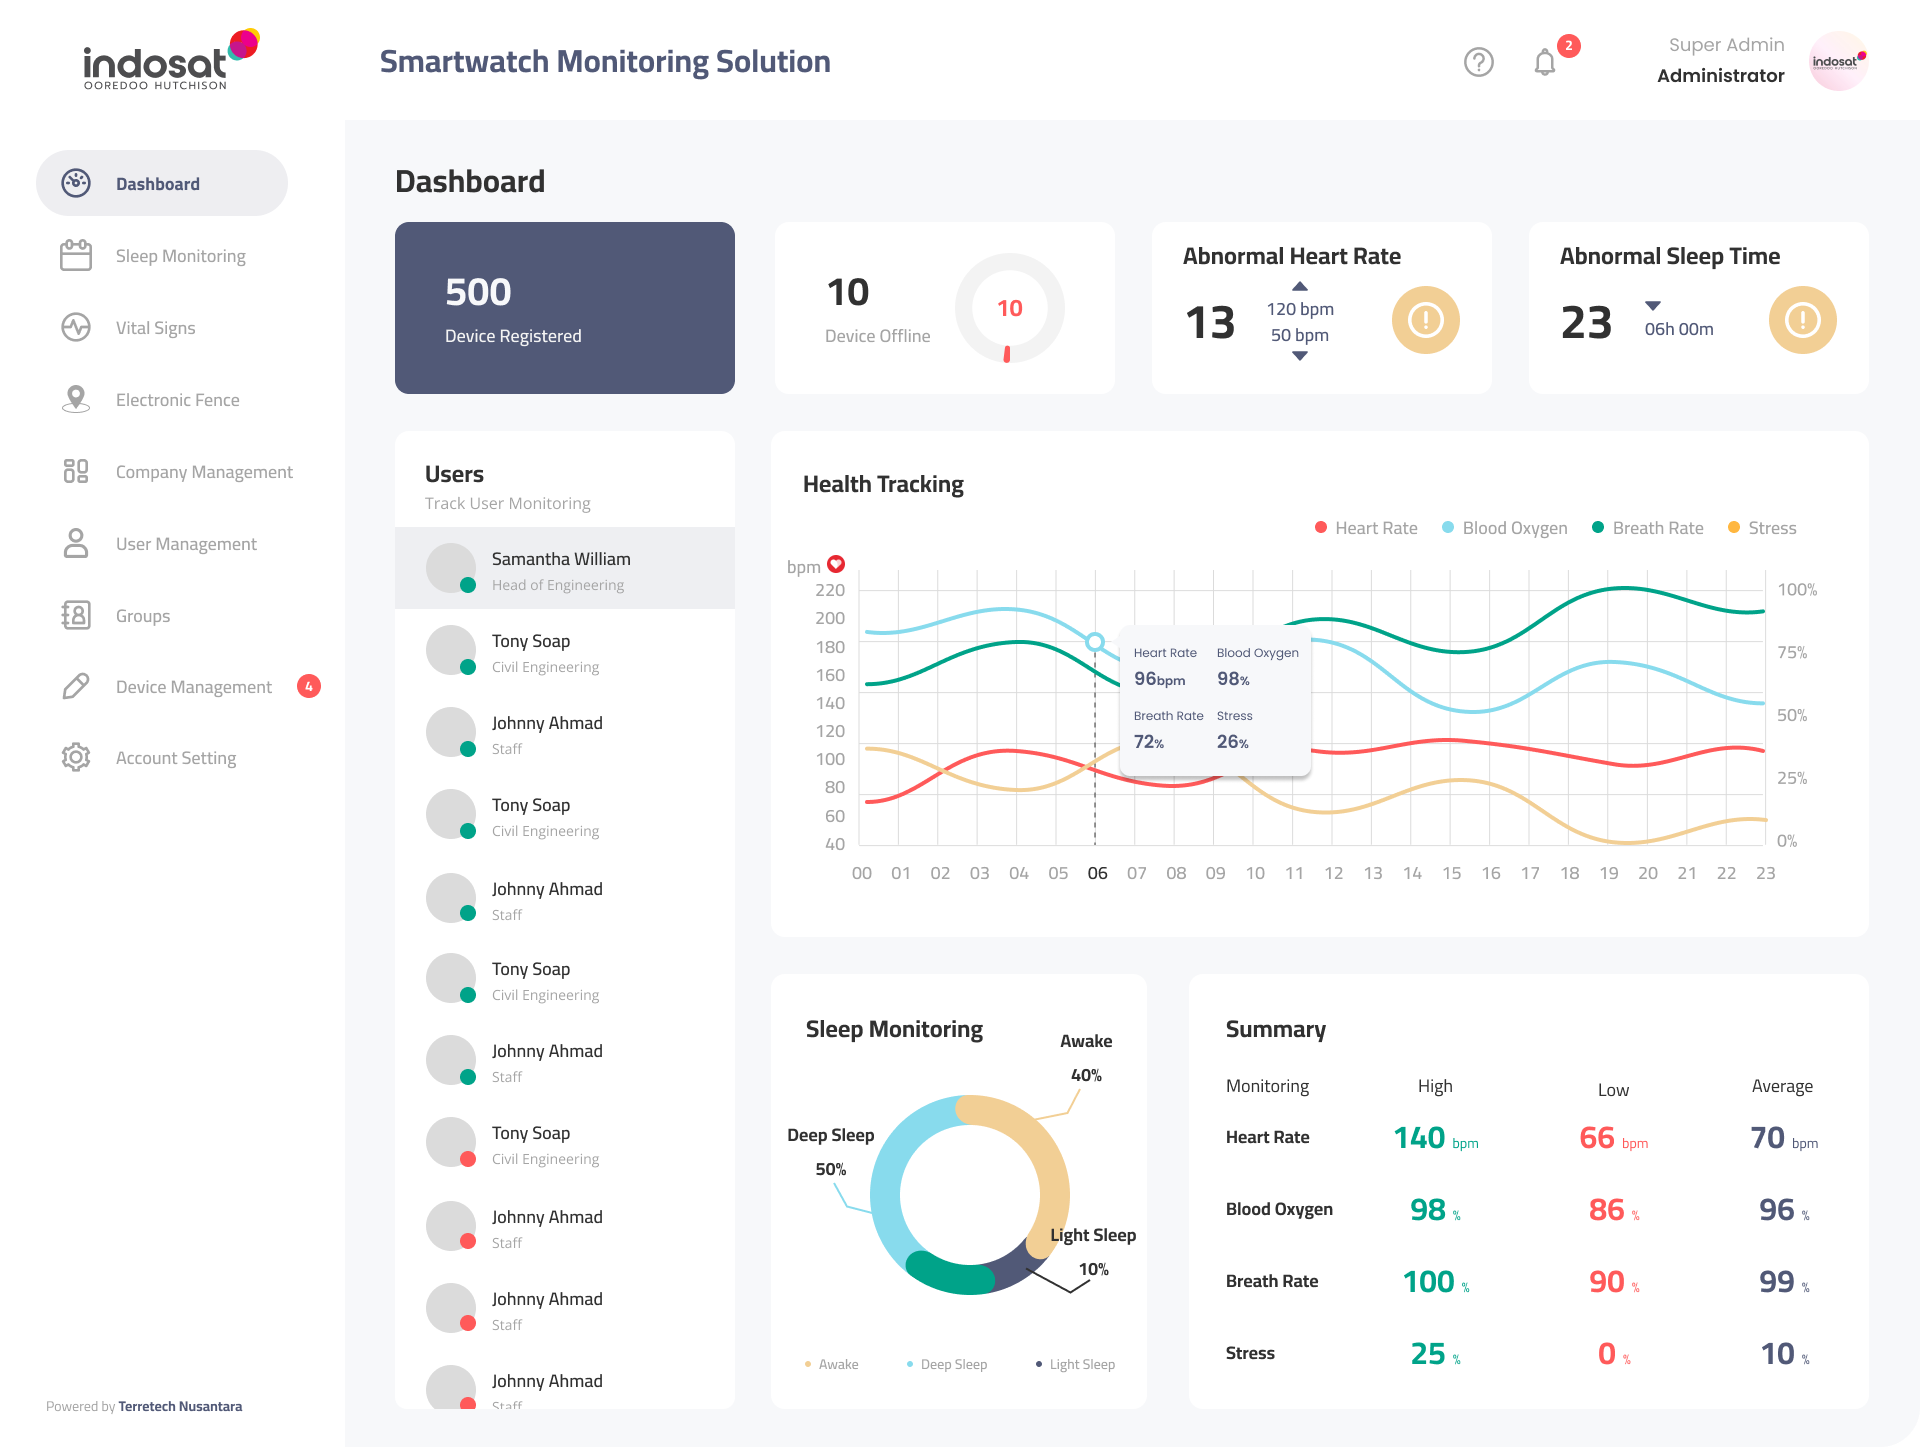 indosat
OOREDOO HUTCHISON
Smartwatch Monitoring Solution
2
Super Admin
Administrator
indosat
Dashboard
Sleep Monitoring
Vital Signs
Electronic Fence
Company Management
User Management
Groups
Device Management
4
Account Setting
Powered by Terretech Nusantara
Dashboard
500
Device Registered
10
Device Offline
10
Abnormal Heart Rate
13
120 bpm
50 bpm
Abnormal Sleep Time
23
06h 00m
Users
Track User Monitoring
Samantha William
Head of Engineering
Tony Soap
Civil Engineering
Johnny Ahmad
Staff
Tony Soap
Civil Engineering
Johnny Ahmad
Staff
Tony Soap
Civil Engineering
Johnny Ahmad
Staff
Tony Soap
Civil Engineering
Johnny Ahmad
Staff
Johnny Ahmad
Staff
Johnny Ahmad
Staff
Health Tracking
Heart Rate Blood Oxygen Breath Rate Stress
bpm
220
200
180
160
140
120
100
80
60
40
100%
75%
50%
25%
0%
Heart Rate Blood Oxygen
96bpm 98%
Breath Rate Stress
72% 26%
00 01 02 03 04 05 06 07 08 09 10 11 12 13 14 15 16 17 18 19 20 21 22 23
Sleep Monitoring
Awake
40%
Deep Sleep
50%
Light Sleep
10%
Awake Deep Sleep Light Sleep
Summary
Monitoring High Low Average
Heart Rate 140 bpm 66 bpm 70 bpm
Blood Oxygen 98 % 86 % 96 %
Breath Rate 100 % 90 % 99 %
Stress 25 % 0 % 10 %